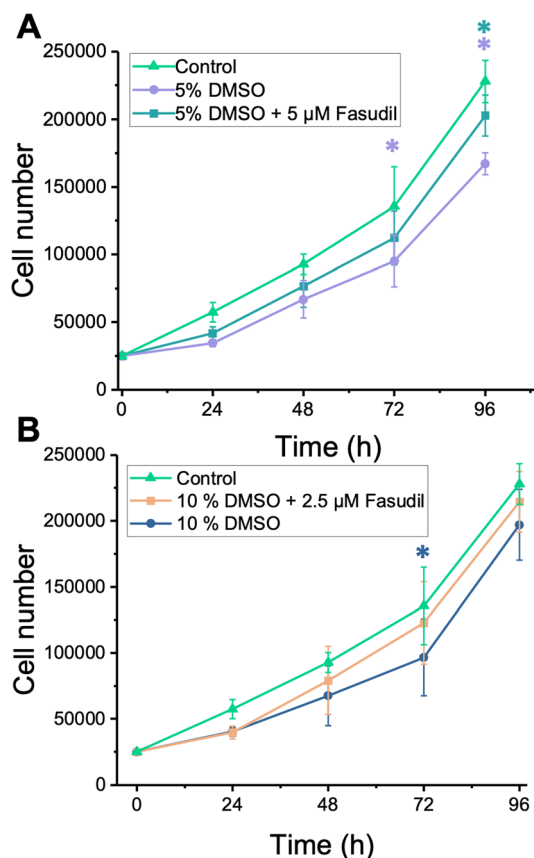 A
250000
200000
150000
100000
50000
0
Cell number
Control
5% DMSO
5% DMSO + 5 µM Fasudil
*
*
*
0 24 48 72 96
Time (h)
B
250000
200000
150000
100000
50000
0
Cell number
Control
10 % DMSO + 2.5 µM Fasudil
10 % DMSO
*
0 24 48 72 96
Time (h)